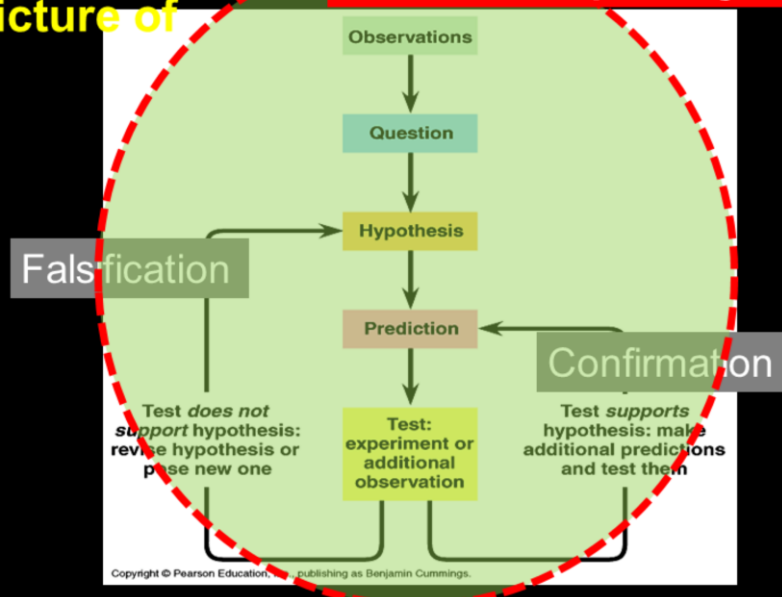 icture of
Observations
Question
Hypothesis
Falsification
Prediction
Confirmation
Test does not
support hypothesis:
revise hypothesis or
pose new one
Test:
experiment or
additional
observation
Test supports
hypothesis: make
additional predictions
and test them
Copyright © Pearson Education, publishing as Benjamin Cummings.